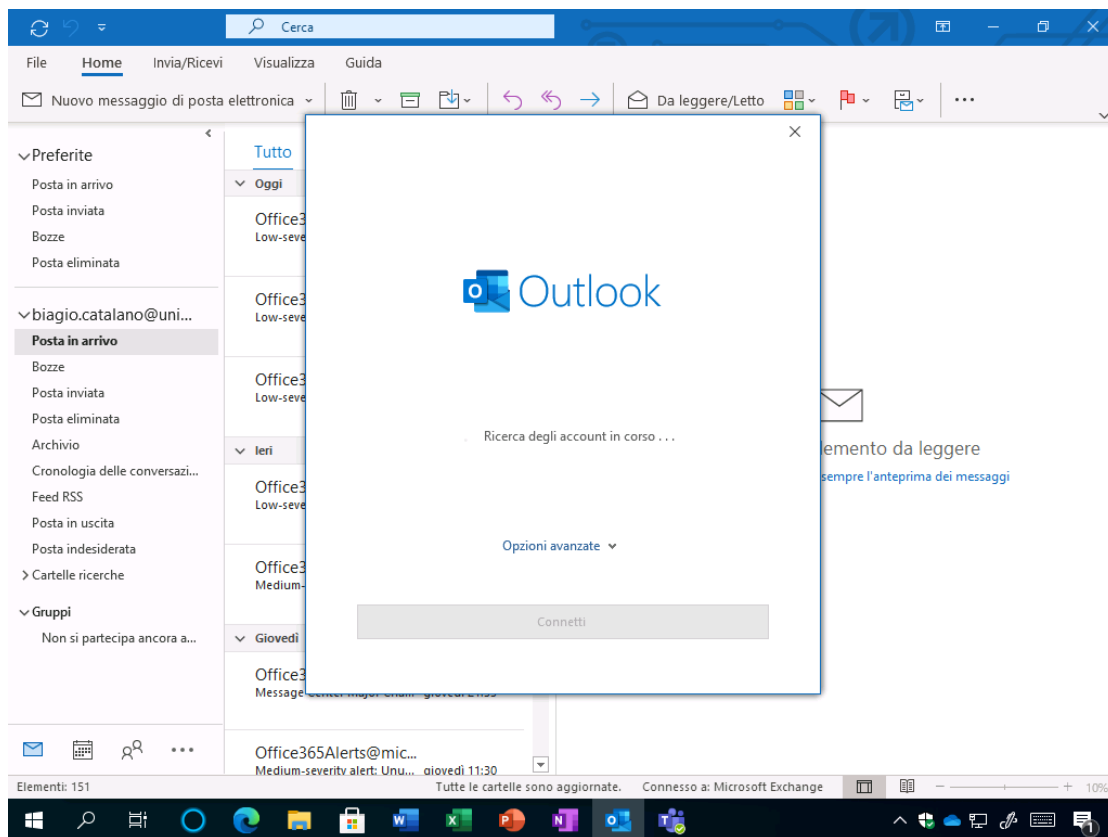 Cerca
File Home Invia/Ricevi Visualizza Guida
Nuovo messaggio di posta elettronica Da leggere/Letto
Preferite
Posta in arrivo
Posta inviata
Bozze
Posta eliminata
biagio.catalano@uni...
Posta in arrivo
Bozze
Posta inviata
Posta eliminata
Archivio
Cronologia delle conversazi...
Feed RSS
Posta in uscita
Posta indesiderata
Cartelle ricerche
Gruppi
Non si partecipa ancora a...
Tutto
Oggi
Office3
Low-seve
Office3
Low-seve
Office3
Low-seve
Ieri
Office3
Low-seve
Office3
Medium-
Giovedì
Office3
Message
Office365Alerts@mic...
Medium-severity alert: Unu... giovedì 11:30
Outlook
Ricerca degli account in corso . . .
Opzioni avanzate
Connetti
lemento da leggere
sempre l'anteprima dei messaggi
Elementi: 151 Tutte le cartelle sono aggiornate. Connesso a: Microsoft Exchange 10%